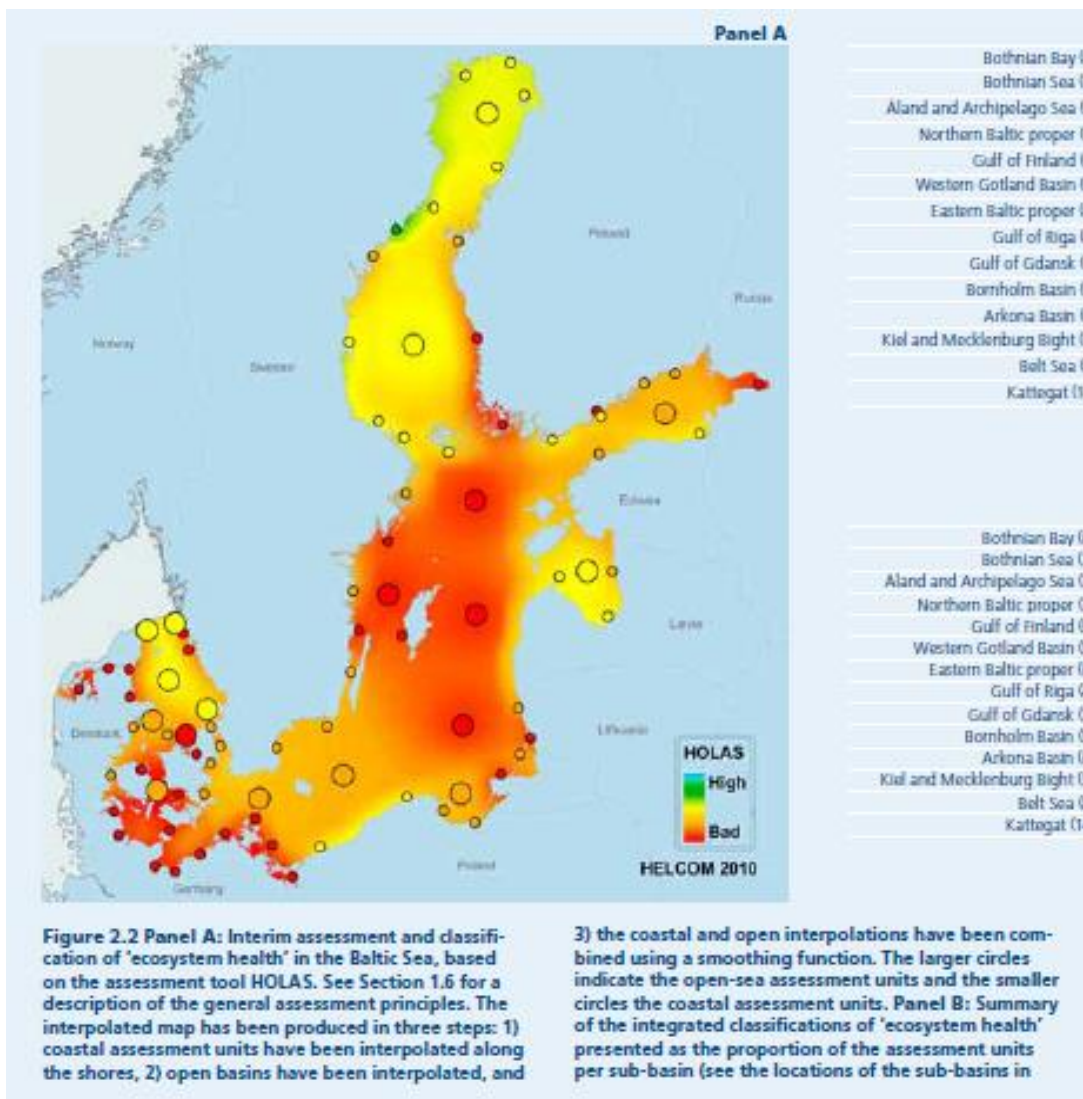 Panel A
Norway
Sweden
Finland
Russia
Estonia
Latvia
Lithuania
Denmark
Germany
Poland
HOLAS
High
Bad
HELCOM 2010
Bothnian Bay (
Bothnian Sea (
Åland and Archipelago Sea (
Northern Baltic proper (
Gulf of Finland (
Western Gotland Basin (
Eastern Baltic proper (
Gulf of Riga (
Gulf of Gdansk (
Bornholm Basin (
Arkona Basin (
Kiel and Mecklenburg Bight (
Belt Sea (
Kattegat (1
Bothnian Bay (
Bothnian Sea (
Åland and Archipelago Sea (
Northern Baltic proper (
Gulf of Finland (
Western Gotland Basin (
Eastern Baltic proper (
Gulf of Riga (
Gulf of Gdansk (
Bornholm Basin (
Arkona Basin (
Kiel and Mecklenburg Bight (
Belt Sea (
Kattegat (1
Figure 2.2 Panel A: Interim assessment and classifi-
cation of 'ecosystem health' in the Baltic Sea, based
on the assessment tool HOLAS. See Section 1.6 for a
description of the general assessment principles. The
interpolated map has been produced in three steps: 1)
coastal assessment units have been interpolated along
the shores, 2) open basins have been interpolated, and
3) the coastal and open interpolations have been com-
bined using a smoothing function. The larger circles
indicate the open-sea assessment units and the smaller
circles the coastal assessment units. Panel B: Summary
of the integrated classifications of 'ecosystem health'
presented as the proportion of the assessment units
per sub-basin (see the locations of the sub-basins in